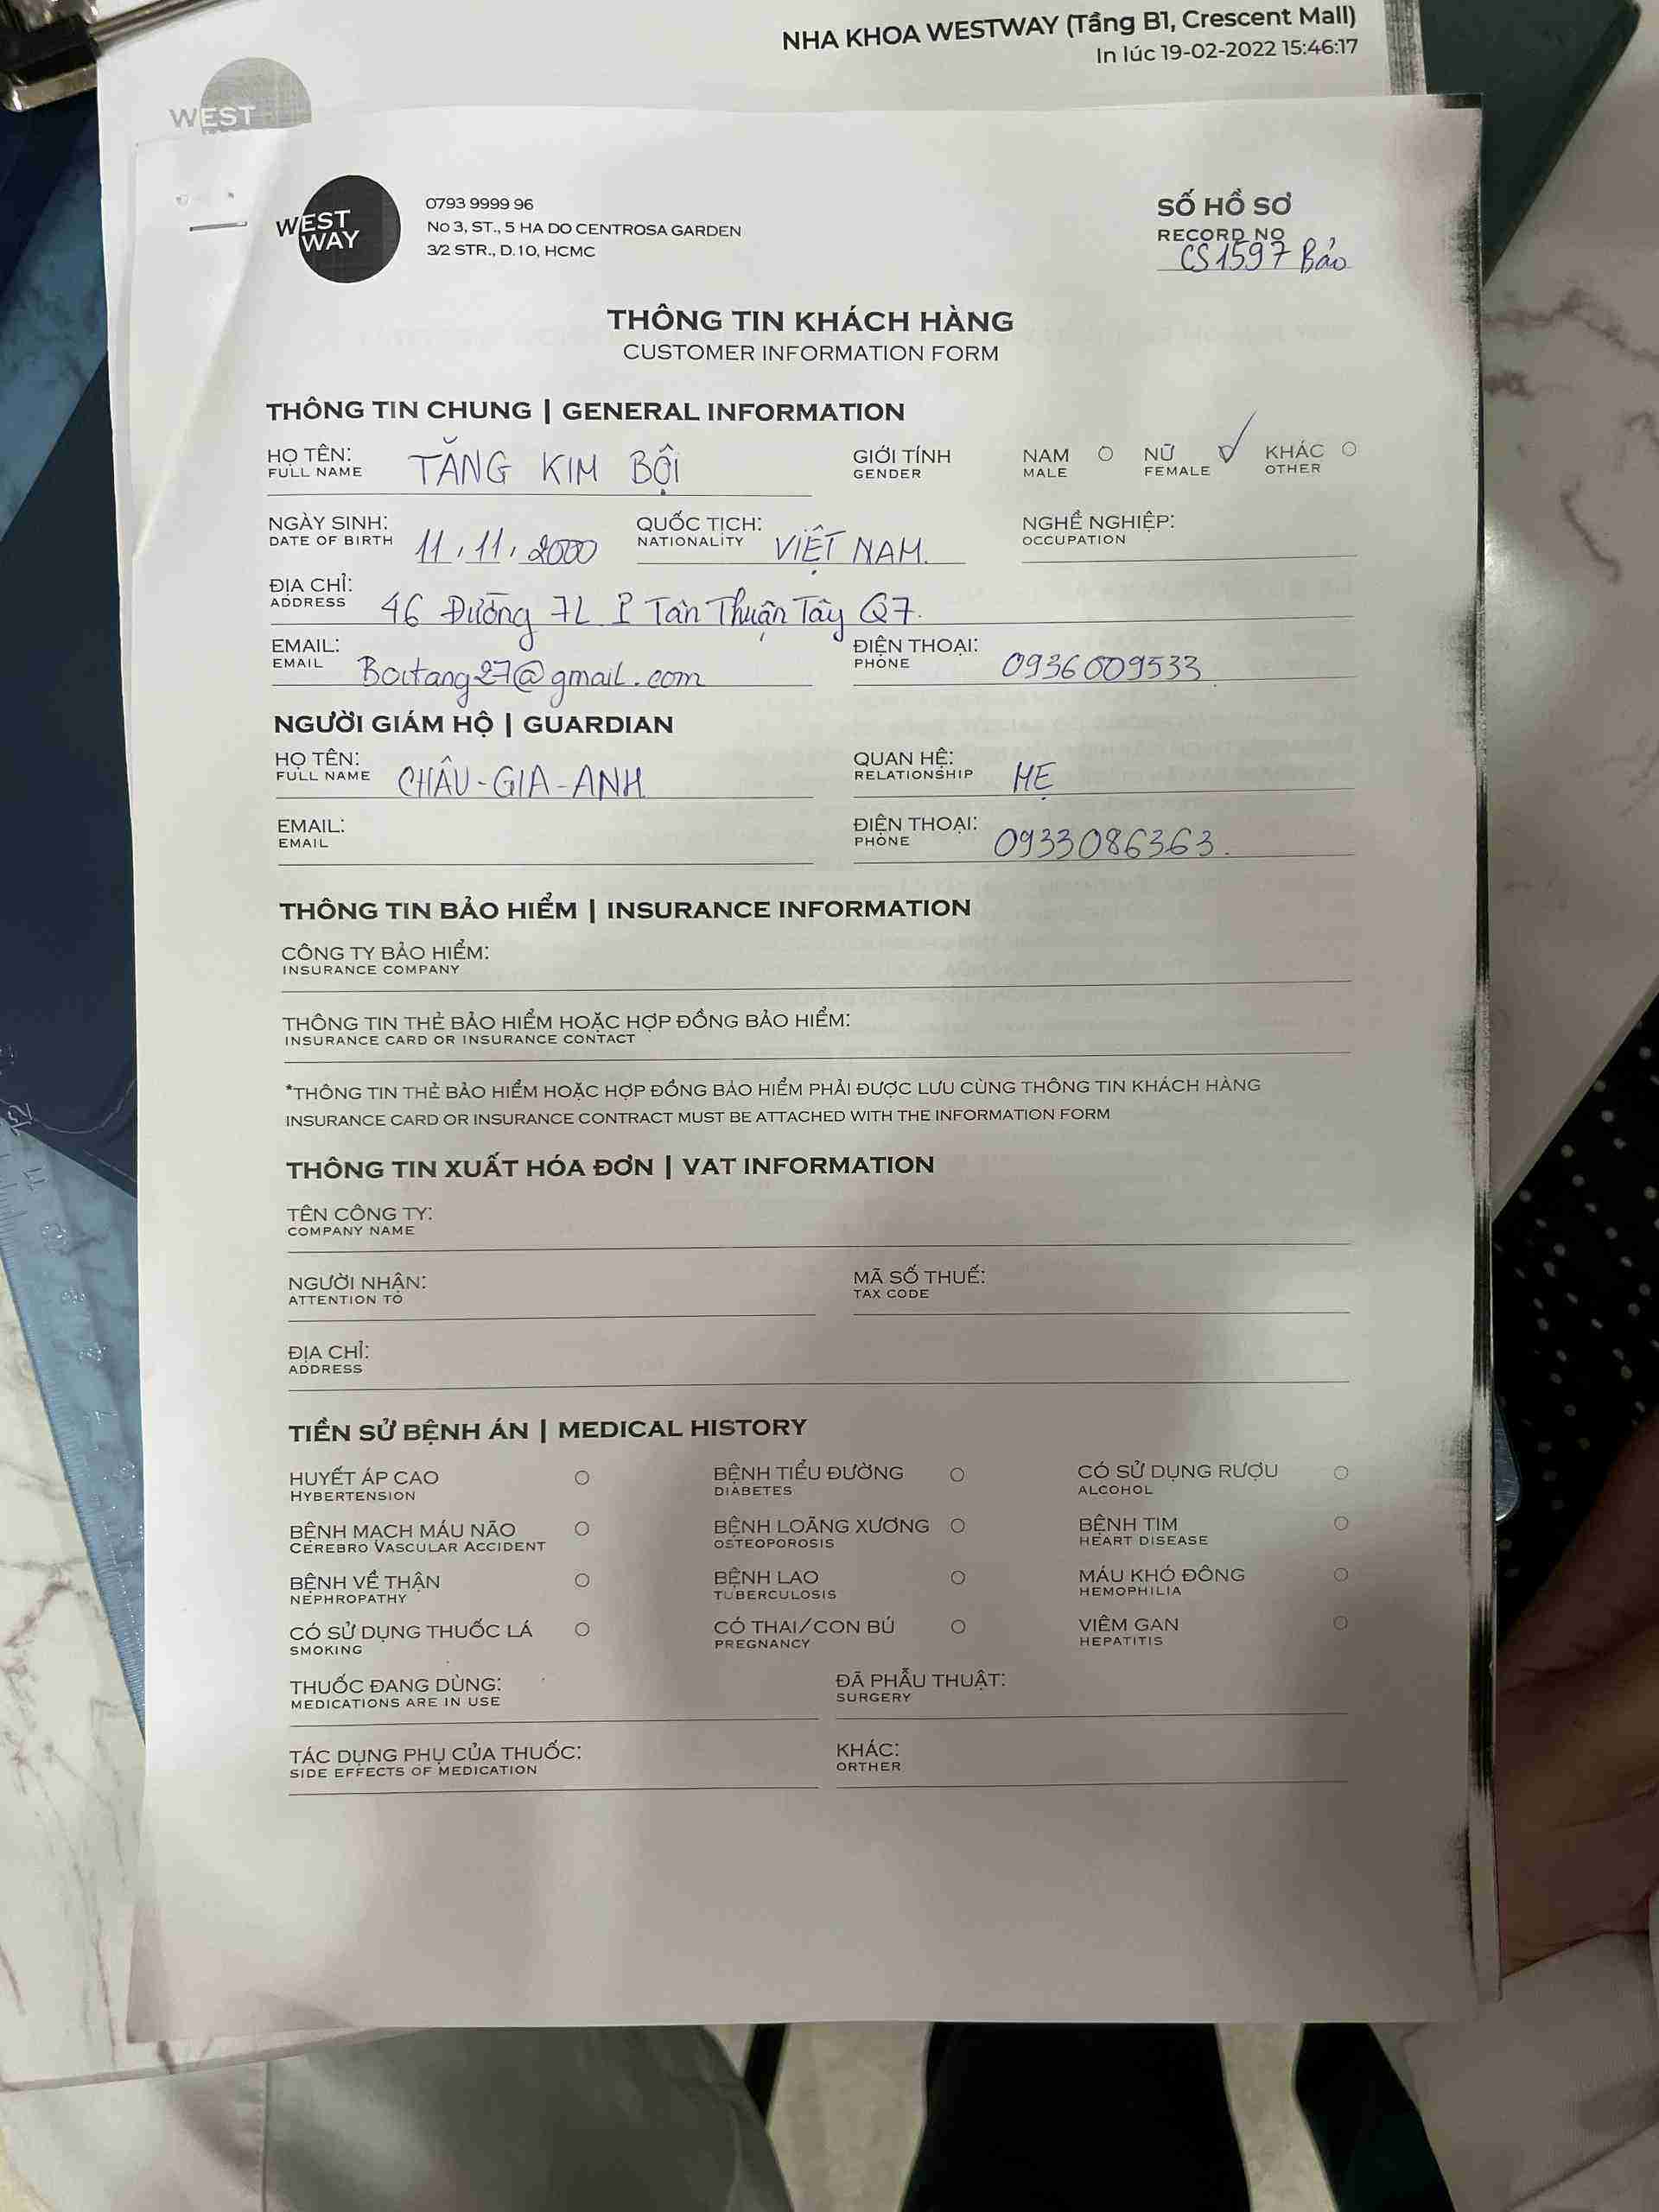 NHA KHOA WESTWAY (Tầng B1, Crescent Mall)
In lúc 19-02-2022 15:46:17
WEST
WEST WAY
0793 9999 96
No 3, ST., 5 HA DO CENTROSA GARDEN
3/2 STR., D.10, HCMC
SỐ HỒ SƠ
RECORD NO
CS1597 Bảo
THÔNG TIN KHÁCH HÀNG
CUSTOMER INFORMATION FORM
THÔNG TIN CHUNG | GENERAL INFORMATION
HỌ TÊN: TĂNG KIM BỘI GIỚI TÍNH NAM NỮ KHÁC
FULL NAME GENDER MALE FEMALE OTHER
NGÀY SINH: 11, 11, 2000 QUỐC TỊCH: VIỆT NAM. NGHỀ NGHIỆP:
DATE OF BIRTH NATIONALITY OCCUPATION
ĐỊA CHỈ: 46 Đường 7L P Tân Thuận Tây Q7.
ADDRESS
EMAIL: Boitang27@gmail.com ĐIỆN THOẠI: 0936009533
EMAIL PHONE
NGƯỜI GIÁM HỘ | GUARDIAN
HỌ TÊN: CHÂU-GIA-ANH QUAN HỆ: MẸ
FULL NAME RELATIONSHIP
EMAIL: ĐIỆN THOẠI: 0933086363.
EMAIL PHONE
THÔNG TIN BẢO HIỂM | INSURANCE INFORMATION
CÔNG TY BẢO HIỂM:
INSURANCE COMPANY
THÔNG TIN THẺ BẢO HIỂM HOẶC HỢP ĐỒNG BẢO HIỂM:
INSURANCE CARD OR INSURANCE CONTACT
*THÔNG TIN THẺ BẢO HIỂM HOẶC HỢP ĐỒNG BẢO HIỂM PHẢI ĐƯỢC LƯU CÙNG THÔNG TIN KHÁCH HÀNG
INSURANCE CARD OR INSURANCE CONTRACT MUST BE ATTACHED WITH THE INFORMATION FORM
THÔNG TIN XUẤT HÓA ĐƠN | VAT INFORMATION
TÊN CÔNG TY:
COMPANY NAME
NGƯỜI NHẬN: MÃ SỐ THUẾ:
ATTENTION TO TAX CODE
ĐỊA CHỈ:
ADDRESS
TIỀN SỬ BỆNH ÁN | MEDICAL HISTORY
HUYẾT ÁP CAO BỆNH TIỂU ĐƯỜNG CÓ SỬ DỤNG RƯỢU
HYBERTENSION DIABETES ALCOHOL
BỆNH MẠCH MÁU NÃO BỆNH LOÃNG XƯƠNG BỆNH TIM
CEREBRO VASCULAR ACCIDENT OSTEOPOROSIS HEART DISEASE
BỆNH VỀ THẬN BỆNH LAO MÁU KHÓ ĐÔNG
NEPHROPATHY TUBERCULOSIS HEMOPHILIA
CÓ SỬ DỤNG THUỐC LÁ CÓ THAI/CON BÚ VIÊM GAN
SMOKING PREGNANCY HEPATITIS
THUỐC ĐANG DÙNG: ĐÃ PHẪU THUẬT:
MEDICATIONS ARE IN USE SURGERY
TÁC DỤNG PHỤ CỦA THUỐC: KHÁC:
SIDE EFFECTS OF MEDICATION ORTHER